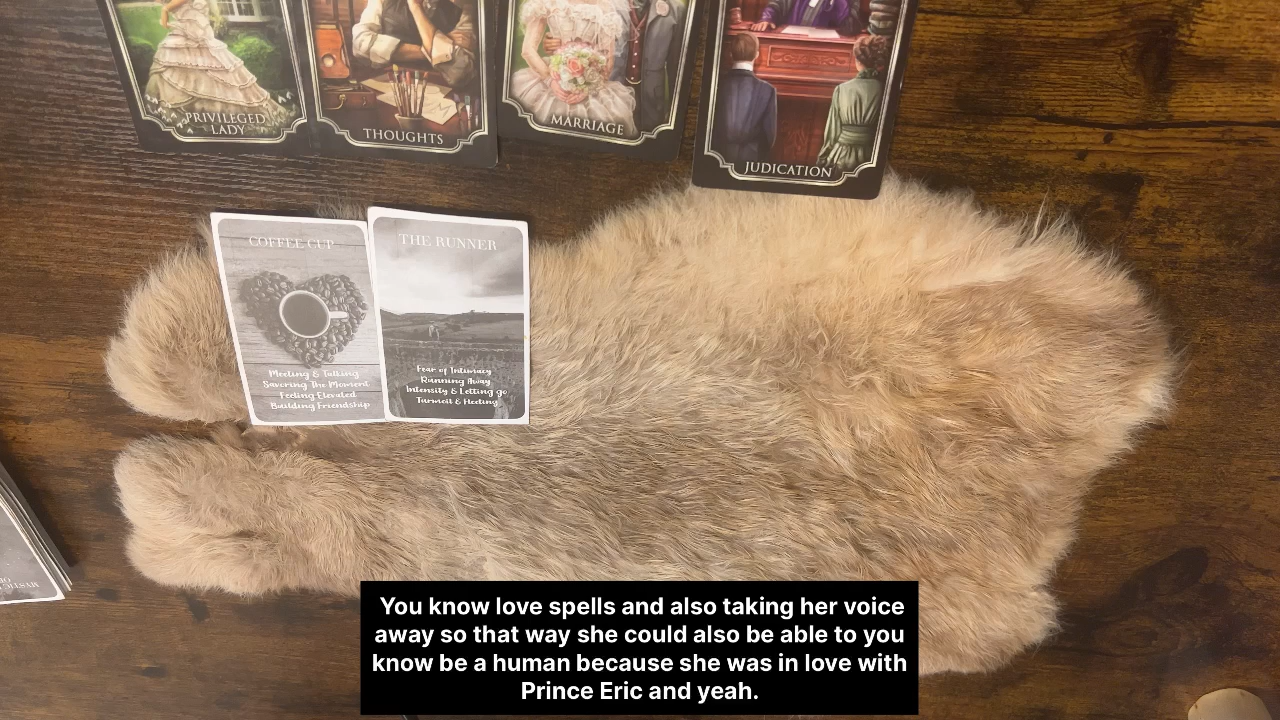 PRIVILEGED
LADY
THOUGHTS
MARRIAGE
JUDICATION
COFFEE CUP
Meeting & Talking
Savoring The Moment
Feeling Elevated
Building Friendship
THE RUNNER
Fear of Intimacy
Running Away
Intensity & Letting go
Turmoil & Fleeting
You know love spells and also taking her voice
away so that way she could also be able to you
know be a human because she was in love with
Prince Eric and yeah.